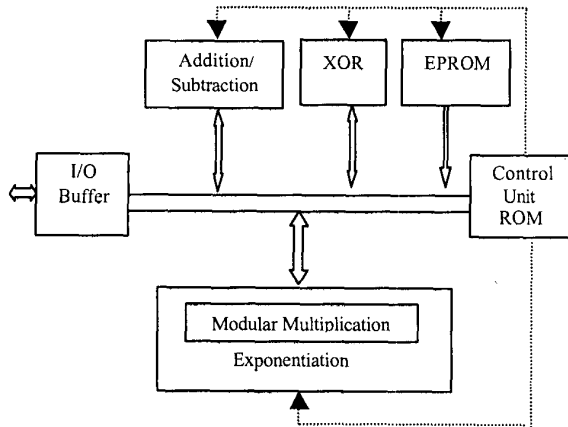 Addition/
Subtraction
XOR
EPROM
I/O
Buffer
Control
Unit
ROM
Modular Multiplication
Exponentiation